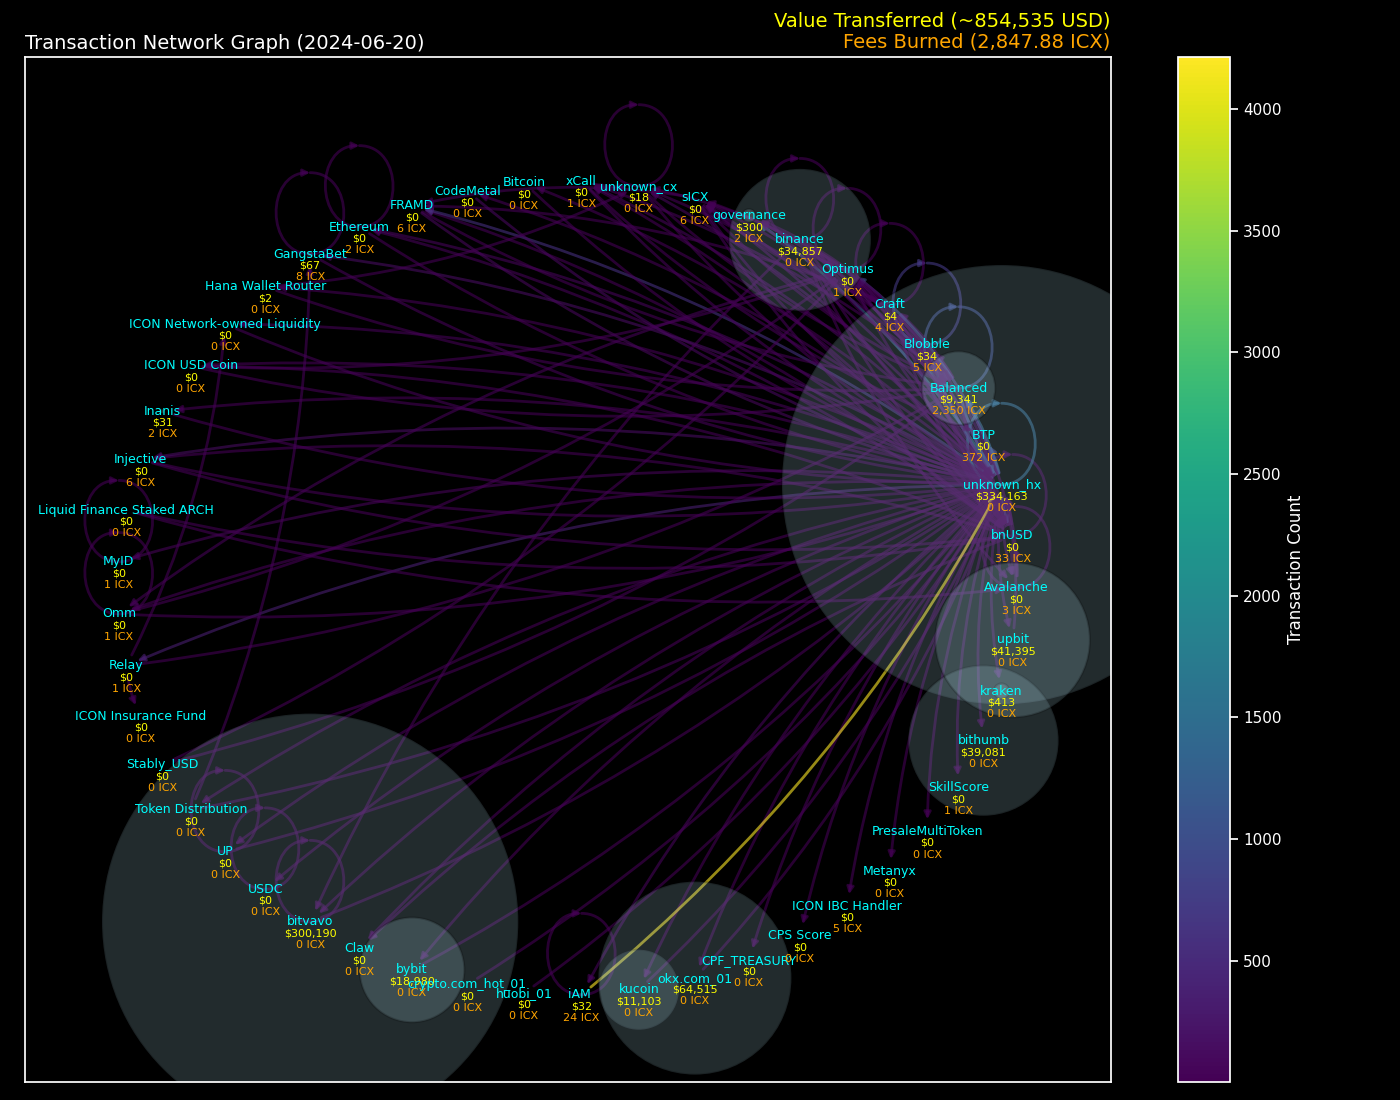 Value Transferred (~854,535 USD)
Transaction Network Graph (2024-06-20)
Fees Burned (2,847.88 ICX)
xCall
$0
1 ICX
Bitcoin
$0
0 ICX
unknown_cx
$18
0 ICX
CodeMetal
$0
0 ICX
sICX
$0
6 ICX
FRAMD
$0
6 ICX
governance
$300
2 ICX
Ethereum
$0
2 ICX
binance
$34,857
0 ICX
GangstaBet
$67
8 ICX
Optimus
$0
1 ICX
Hana Wallet Router
$2
0 ICX
Craft
$4
4 ICX
ICON Network-owned Liquidity
$0
0 ICX
Blobble
$34
5 ICX
ICON USD Coin
$0
0 ICX
Balanced
$9,341
2,350 ICX
Inanis
$31
2 ICX
BTP
$0
372 ICX
Injective
$0
6 ICX
unknown_hx
$334,163
0 ICX
Liquid Finance Staked ARCH
$0
0 ICX
bnUSD
$0
33 ICX
MyID
$0
1 ICX
Avalanche
$0
3 ICX
Omm
$0
1 ICX
upbit
$41,395
0 ICX
Relay
$0
1 ICX
kraken
$413
0 ICX
ICON Insurance Fund
$0
0 ICX
bithumb
$39,081
0 ICX
Stably_USD
$0
0 ICX
SkillScore
$0
1 ICX
Token Distribution
$0
0 ICX
PresaleMultiToken
$0
0 ICX
UP
$0
0 ICX
Metanyx
$0
0 ICX
USDC
$0
0 ICX
ICON IBC Handler
$0
5 ICX
bitvavo
$300,190
0 ICX
CPS Score
$0
0 ICX
Claw
$0
0 ICX
CPF_TREASURY
$0
0 ICX
bybit
$18,980
0 ICX
okx.com_01
$64,515
0 ICX
crypto.com_hot_01
$0
0 ICX
kucoin
$11,103
0 ICX
huobi_01
$0
0 ICX
iAM
$32
24 ICX
4000
3500
3000
2500
2000
1500
1000
500
Transaction Count